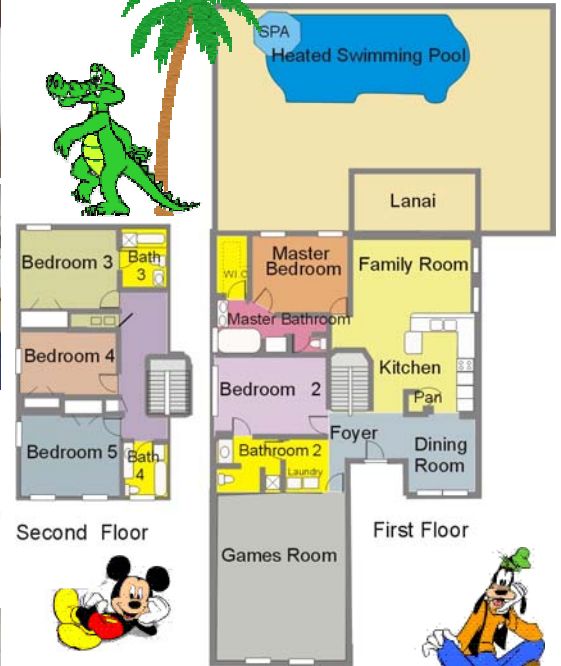 SPA
Heated Swimming Pool
Lanai
Bedroom 3
Bath
3
W.I.C
Master
Bedroom
Family Room
Master Bathroom
Bedroom 4
Kitchen
Bedroom 2
Pan
Foyer
Bedroom 5
Bath
4
Bathroom 2
Laundry
Dining
Room
Second Floor
First Floor
Games Room